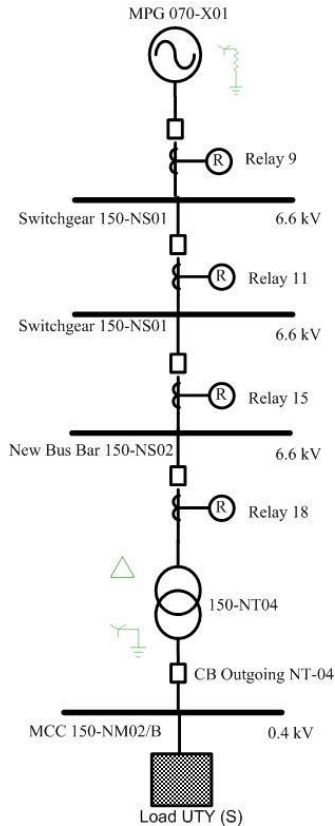 MPG 070-X01
R Relay 9
Switchgear 150-NS01 6.6 kV
R Relay 11
Switchgear 150-NS01 6.6 kV
R Relay 15
New Bus Bar 150-NS02 6.6 kV
R Relay 18
150-NT04
CB Outgoing NT-04
MCC 150-NM02/B 0.4 kV
Load UTY (S)